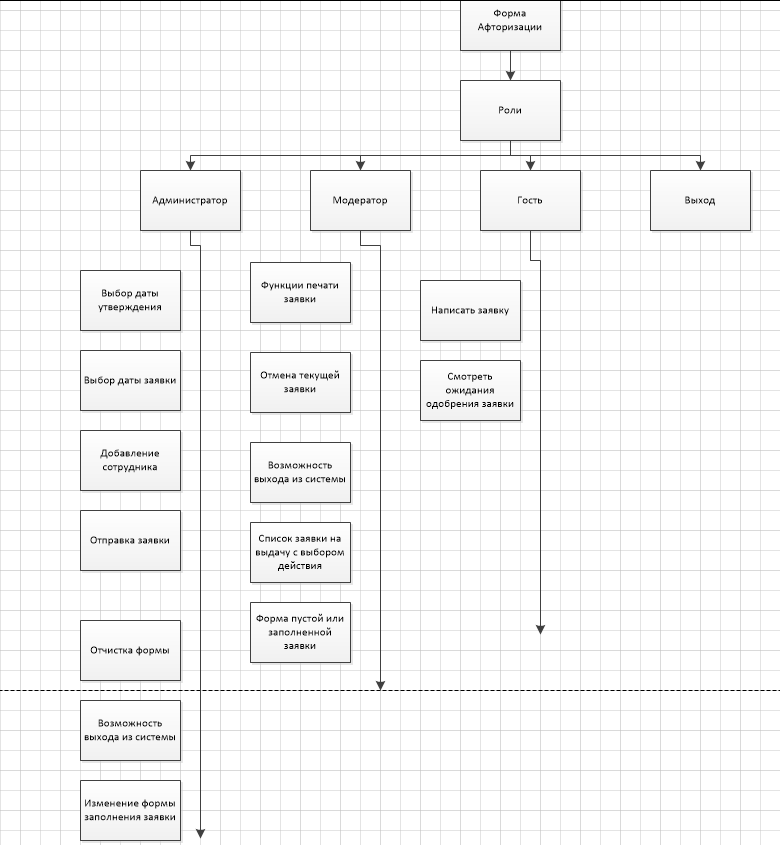 Форма
Афторизации
Роли
Администратор
Модератор
Гость
Выход
Выбор даты
утверждения
Выбор даты заявки
Добавление
сотрудника
Отправка заявки
Отчистка формы
Возможность
выхода из системы
Изменение формы
заполнения заявки
Функции печати
заявки
Отмена текущей
заявки
Возможность
выхода из системы
Список заявки на
выдачу с выбором
действия
Форма пустой или
заполненной
заявки
Написать заявку
Смотреть
ожидания
одобрения заявки